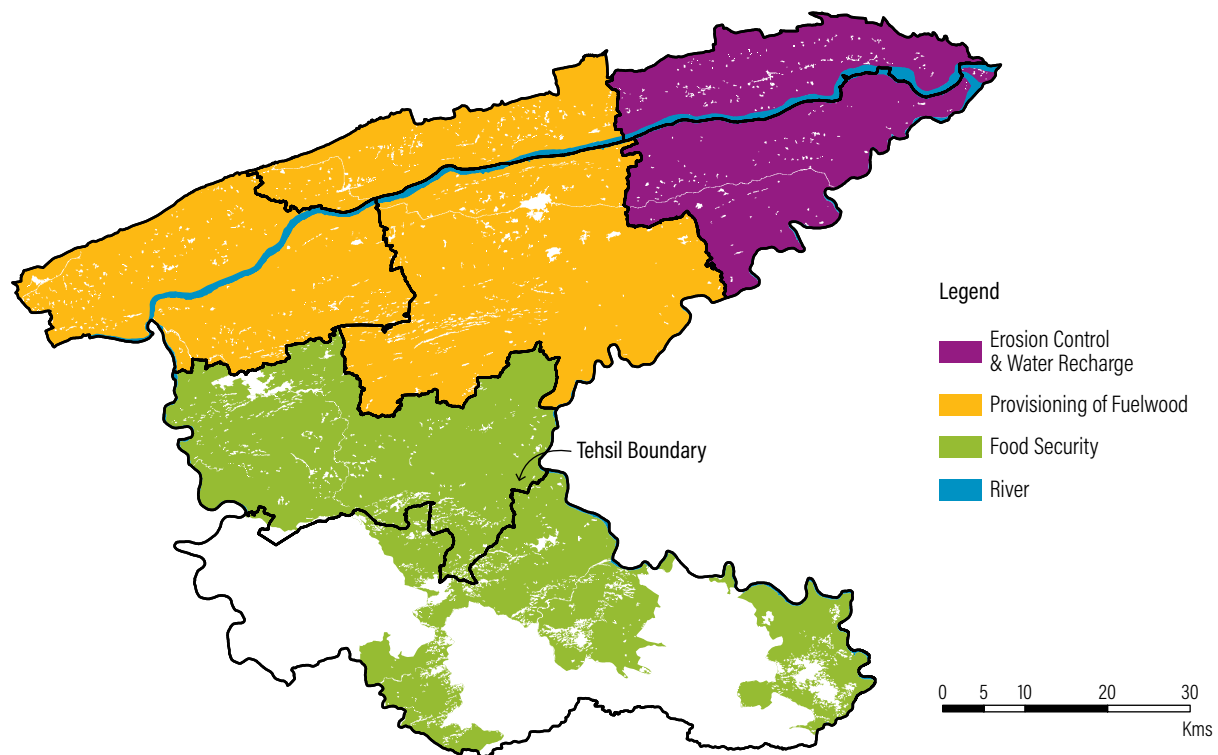 Legend
Erosion Control
& Water Recharge
Provisioning of Fuelwood
Food Security
River
Tehsil Boundary
0 5 10 20 30
Kms